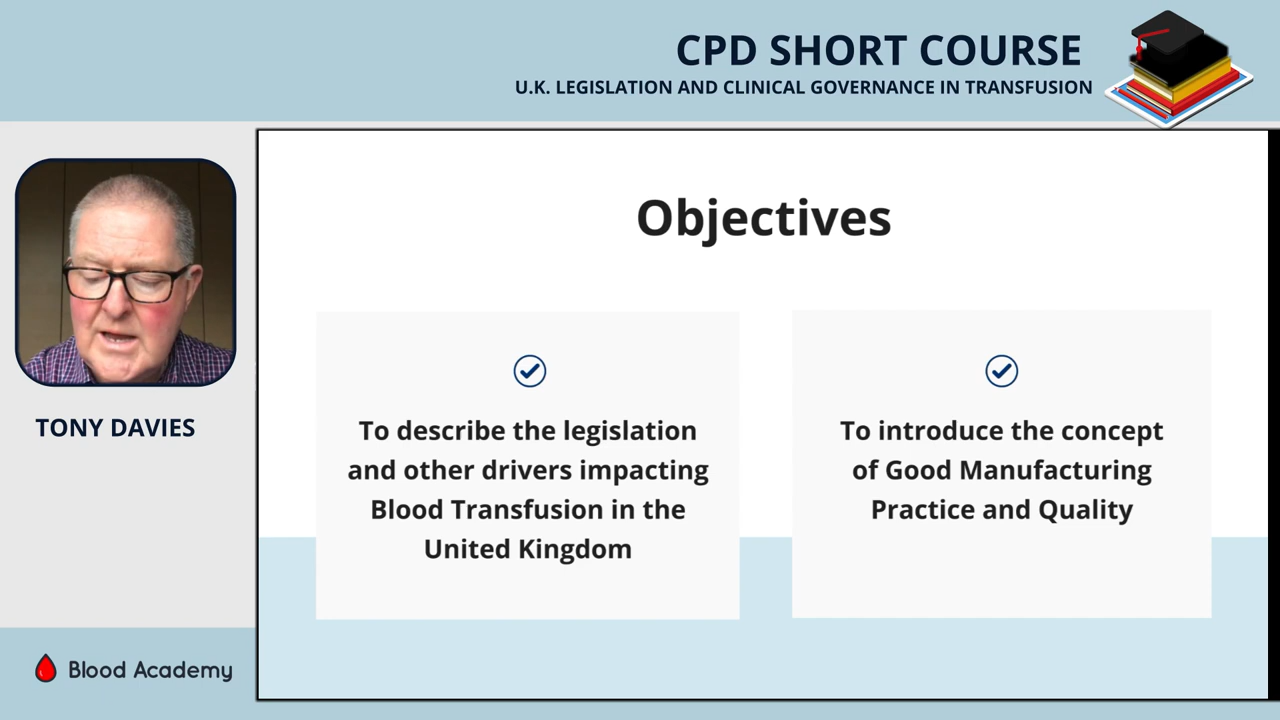 CPD SHORT COURSE
U.K. LEGISLATION AND CLINICAL GOVERNANCE IN TRANSFUSION
TONY DAVIES
Blood Academy
Objectives
To describe the legislation
and other drivers impacting
Blood Transfusion in the
United Kingdom
To introduce the concept
of Good Manufacturing
Practice and Quality